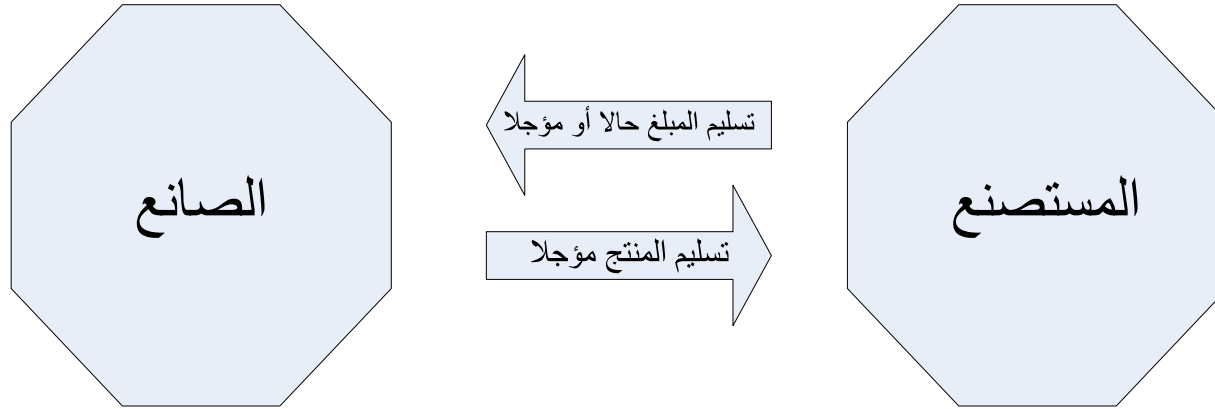 المستصنع
تسليم المبلغ حالا أو مؤجلا
تسليم المنتج مؤجلا
الصانع